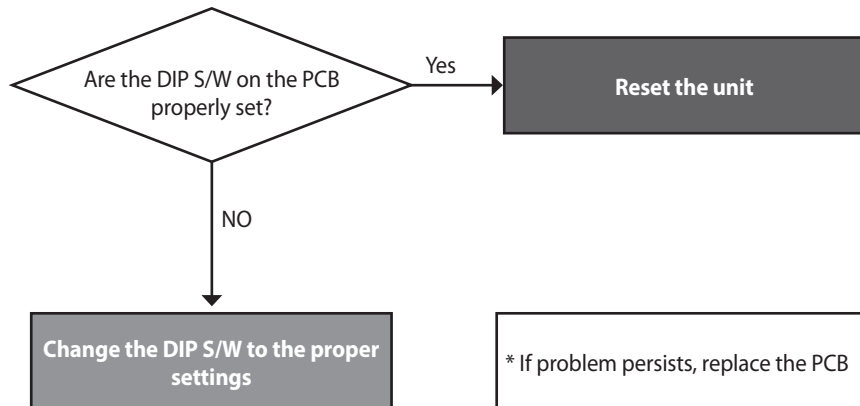 Are the DIP S/W on the PCB
properly set?
Yes
Reset the unit
NO
Change the DIP S/W to the proper
settings
* If problem persists, replace the PCB